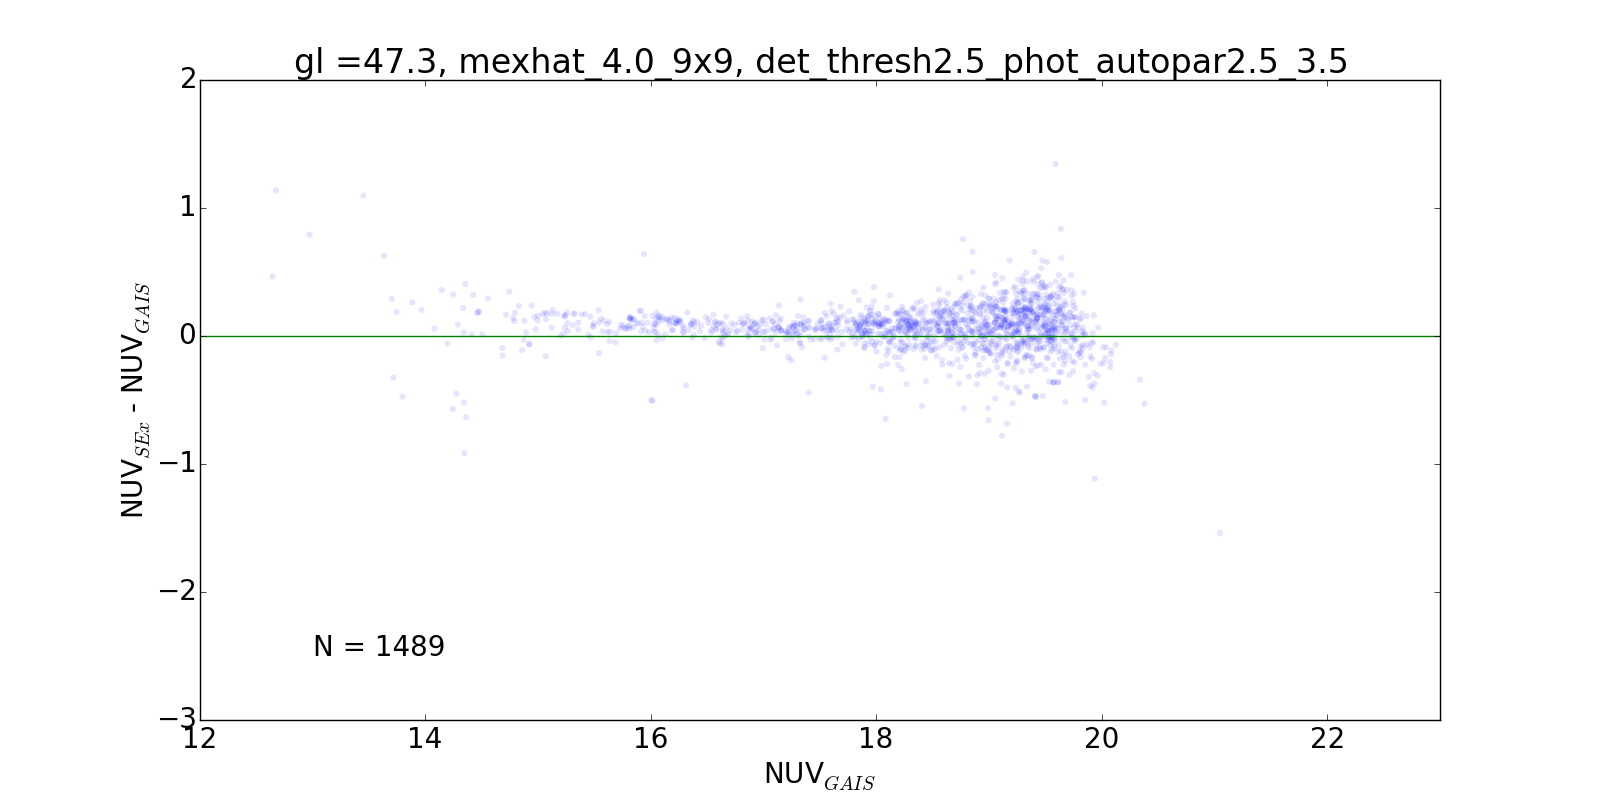 gl =47.3, mexhat_4.0_9x9, det_thresh2.5_phot_autopar2.5_3.5
2
1
0
−1
−2
−3
NUV_SEx - NUV_GAIS
N = 1489
12 14 16 18 20 22
NUV_GAIS